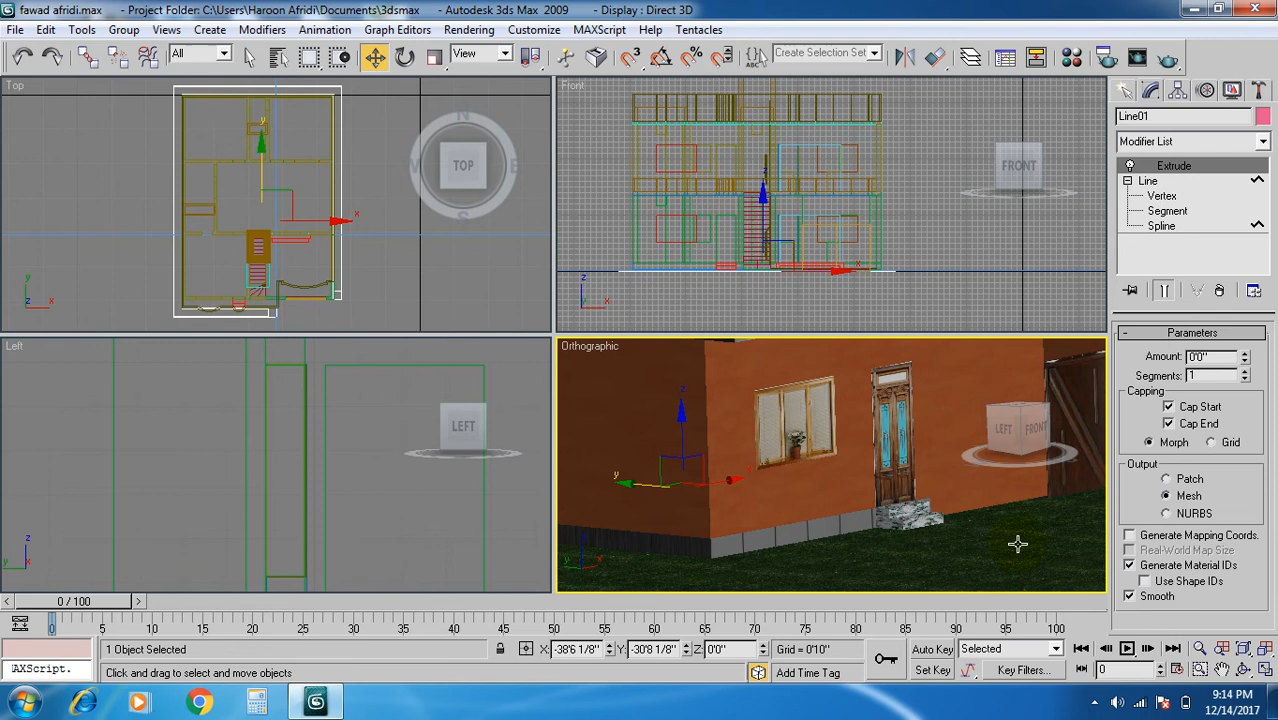 fawad afridi.max - Project Folder: C:\Users\Haroon Afridi\Documents\3dsmax - Autodesk 3ds Max 2009 - Display : Direct 3D
File Edit Tools Group Views Create Modifiers Animation Graph Editors Rendering Customize MAXScript Help Tentacles
All View 3 Create Selection Set
Top
Front
N
TOP
S
FRONT
Line01
Modifier List
Extrude
Line
Vertex
Segment
Spline
y
x
z
y
z x
z
x
z
x
Left
Orthographic
LEFT
LEFT FRONT
z
y
x
z
x
z
Parameters
Amount: 0'0"
Segments: 1
Capping
Cap Start
Cap End
Morph Grid
Output
Patch
Mesh
NURBS
Generate Mapping Coords.
Real-World Map Size
Generate Material IDs
Use Shape IDs
Smooth
< 0 / 100 >
0 5 10 15 20 25 30 35 40 45 50 55 60 65 70 75 80 85 90 95 100
1 Object Selected X: -38'6 1/8" Y: -30'8 1/8" Z: 0'0" Grid = 0'10" Auto Key Selected
AXScript. Click and drag to select and move objects Add Time Tag Set Key Key Filters... 0
9:14 PM
12/14/2017